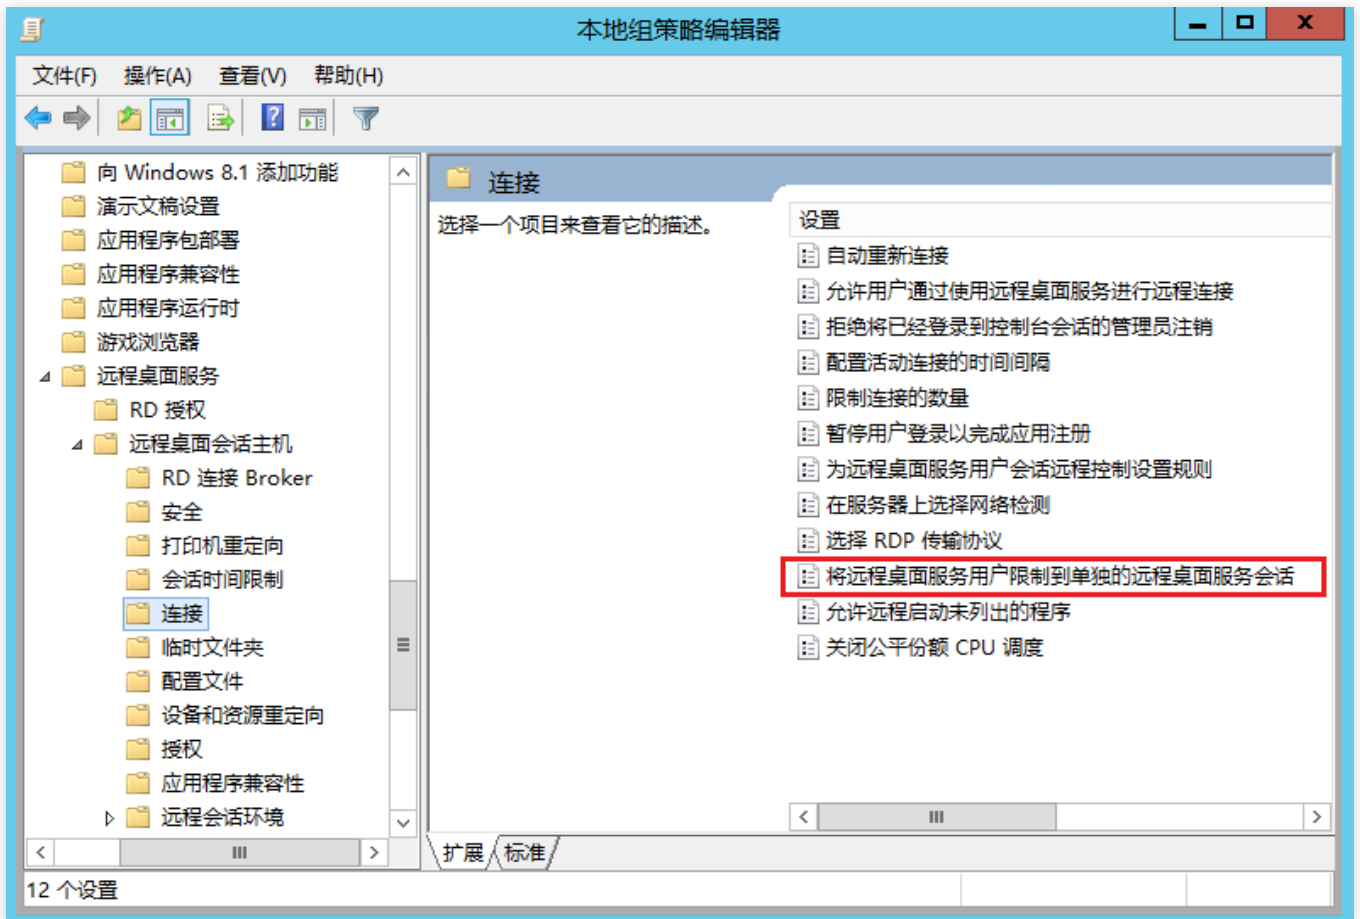 本地组策略编辑器
文件(F) 操作(A) 查看(V) 帮助(H)
向 Windows 8.1 添加功能
演示文稿设置
应用程序包部署
应用程序兼容性
应用程序运行时
游戏浏览器
远程桌面服务
RD 授权
远程桌面会话主机
RD 连接 Broker
安全
打印机重定向
会话时间限制
连接
临时文件夹
配置文件
设备和资源重定向
授权
应用程序兼容性
远程会话环境
连接
选择一个项目来查看它的描述。
设置
自动重新连接
允许用户通过使用远程桌面服务进行远程连接
拒绝将已经登录到控制台会话的管理员注销
配置活动连接的时间间隔
限制连接的数量
暂停用户登录以完成应用注册
为远程桌面服务用户会话远程控制设置规则
在服务器上选择网络检测
选择 RDP 传输协议
将远程桌面服务用户限制到单独的远程桌面服务会话
允许远程启动未列出的程序
关闭公平份额 CPU 调度
扩展 标准
12 个设置